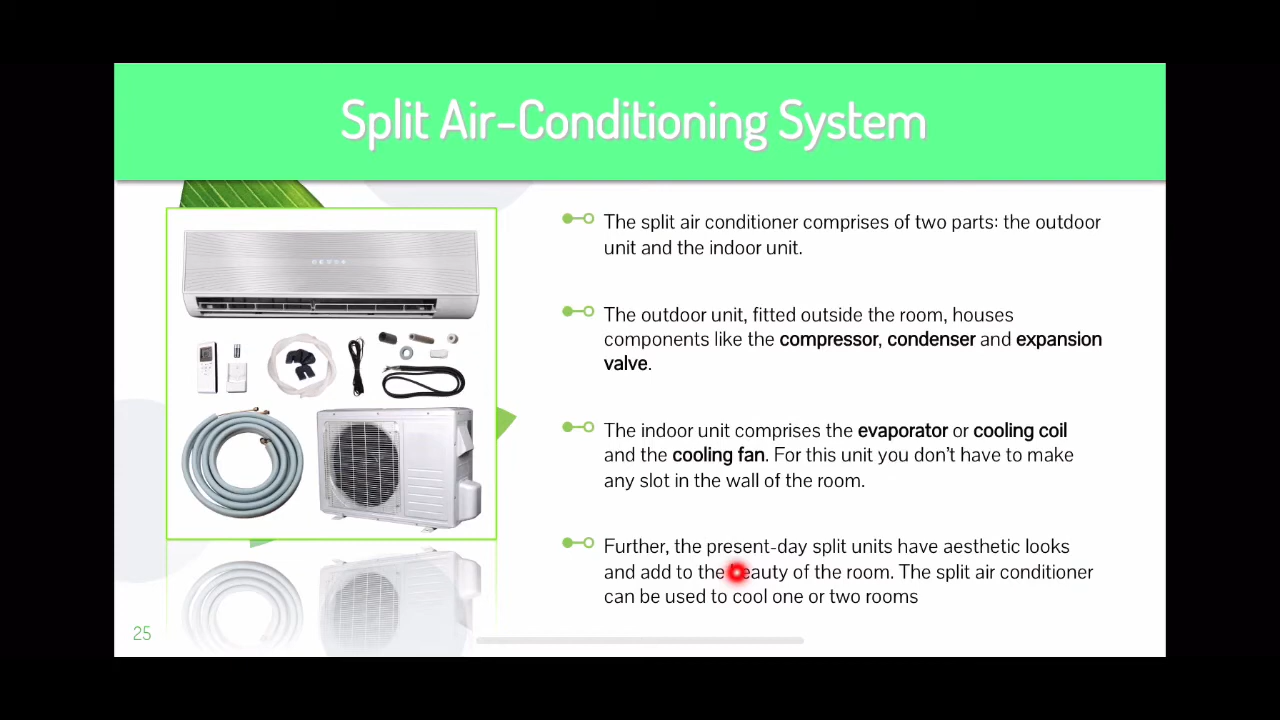 Split Air-Conditioning System
The split air conditioner comprises of two parts: the outdoor
unit and the indoor unit.
The outdoor unit, fitted outside the room, houses
components like the compressor, condenser and expansion
valve.
The indoor unit comprises the evaporator or cooling coil
and the cooling fan. For this unit you don't have to make
any slot in the wall of the room.
Further, the present-day split units have aesthetic looks
and add to the beauty of the room. The split air conditioner
can be used to cool one or two rooms
25